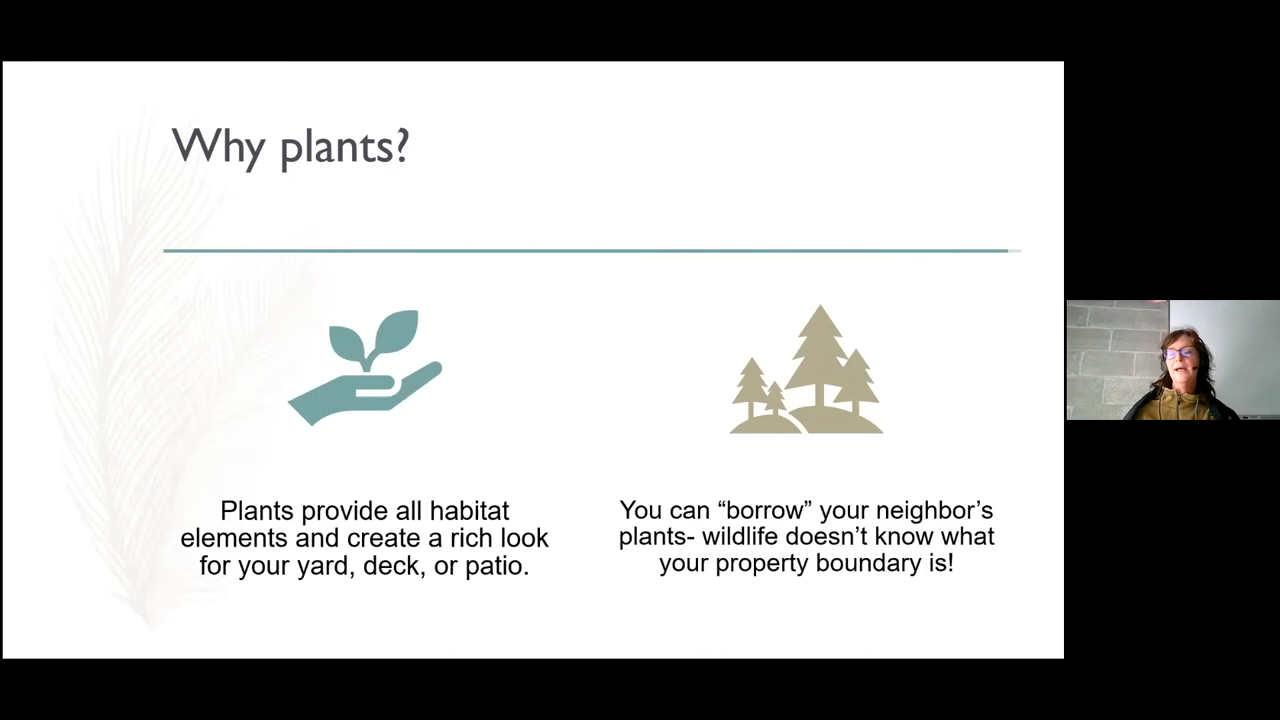 Why plants?
Plants provide all habitat
elements and create a rich look
for your yard, deck, or patio.
You can “borrow” your neighbor’s
plants- wildlife doesn’t know what
your property boundary is!